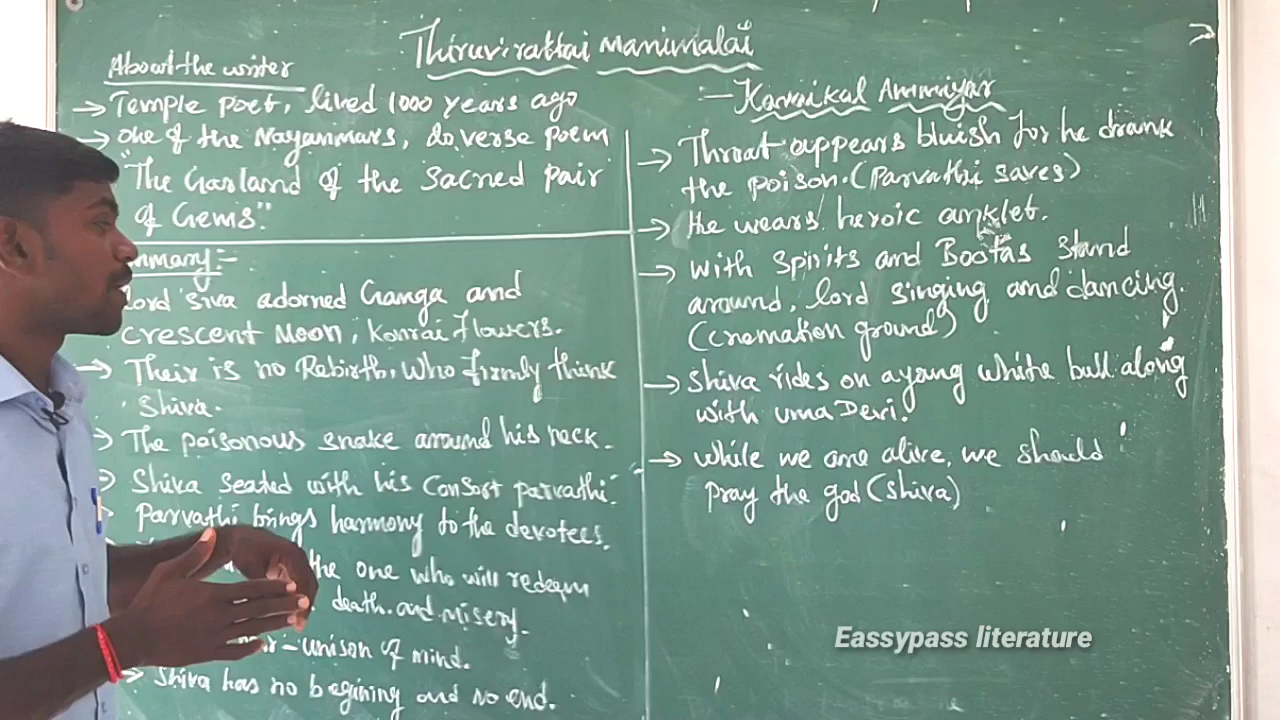 Thiruvirattai Manimalai
About the writer
→ Temple poet, lived 1000 years ago
→ One of the Nayanmars, 20 verse poem
"The Garland of the Sacred pair
of Gems."
mmary:-
Lord Siva adorned Ganga and
crescent Moon, Konrai flowers.
→ Their is no Rebirth, who firmly think
Shiva.
→ The poisonous snake around his neck.
→ Shiva seated with his Consort parvathi.
→ Parvathi brings harmony to the devotees.
the one who will redeem
death and misery.
- unison of mind.
→ Shiva has no begining and no end.
- Karaikal Ammiyar
→ Throat appears bluish for he drank
the poison. (Parvathi saves)
→ He wears heroic anklet.
→ With spirits and Bootas stand
around, lord singing and dancing.
(cremation ground)
→ Shiva rides on ayoung white bull along
with Uma Devi.
→ While we are alive, we should
pray the god (Shiva)
Eassypass literature